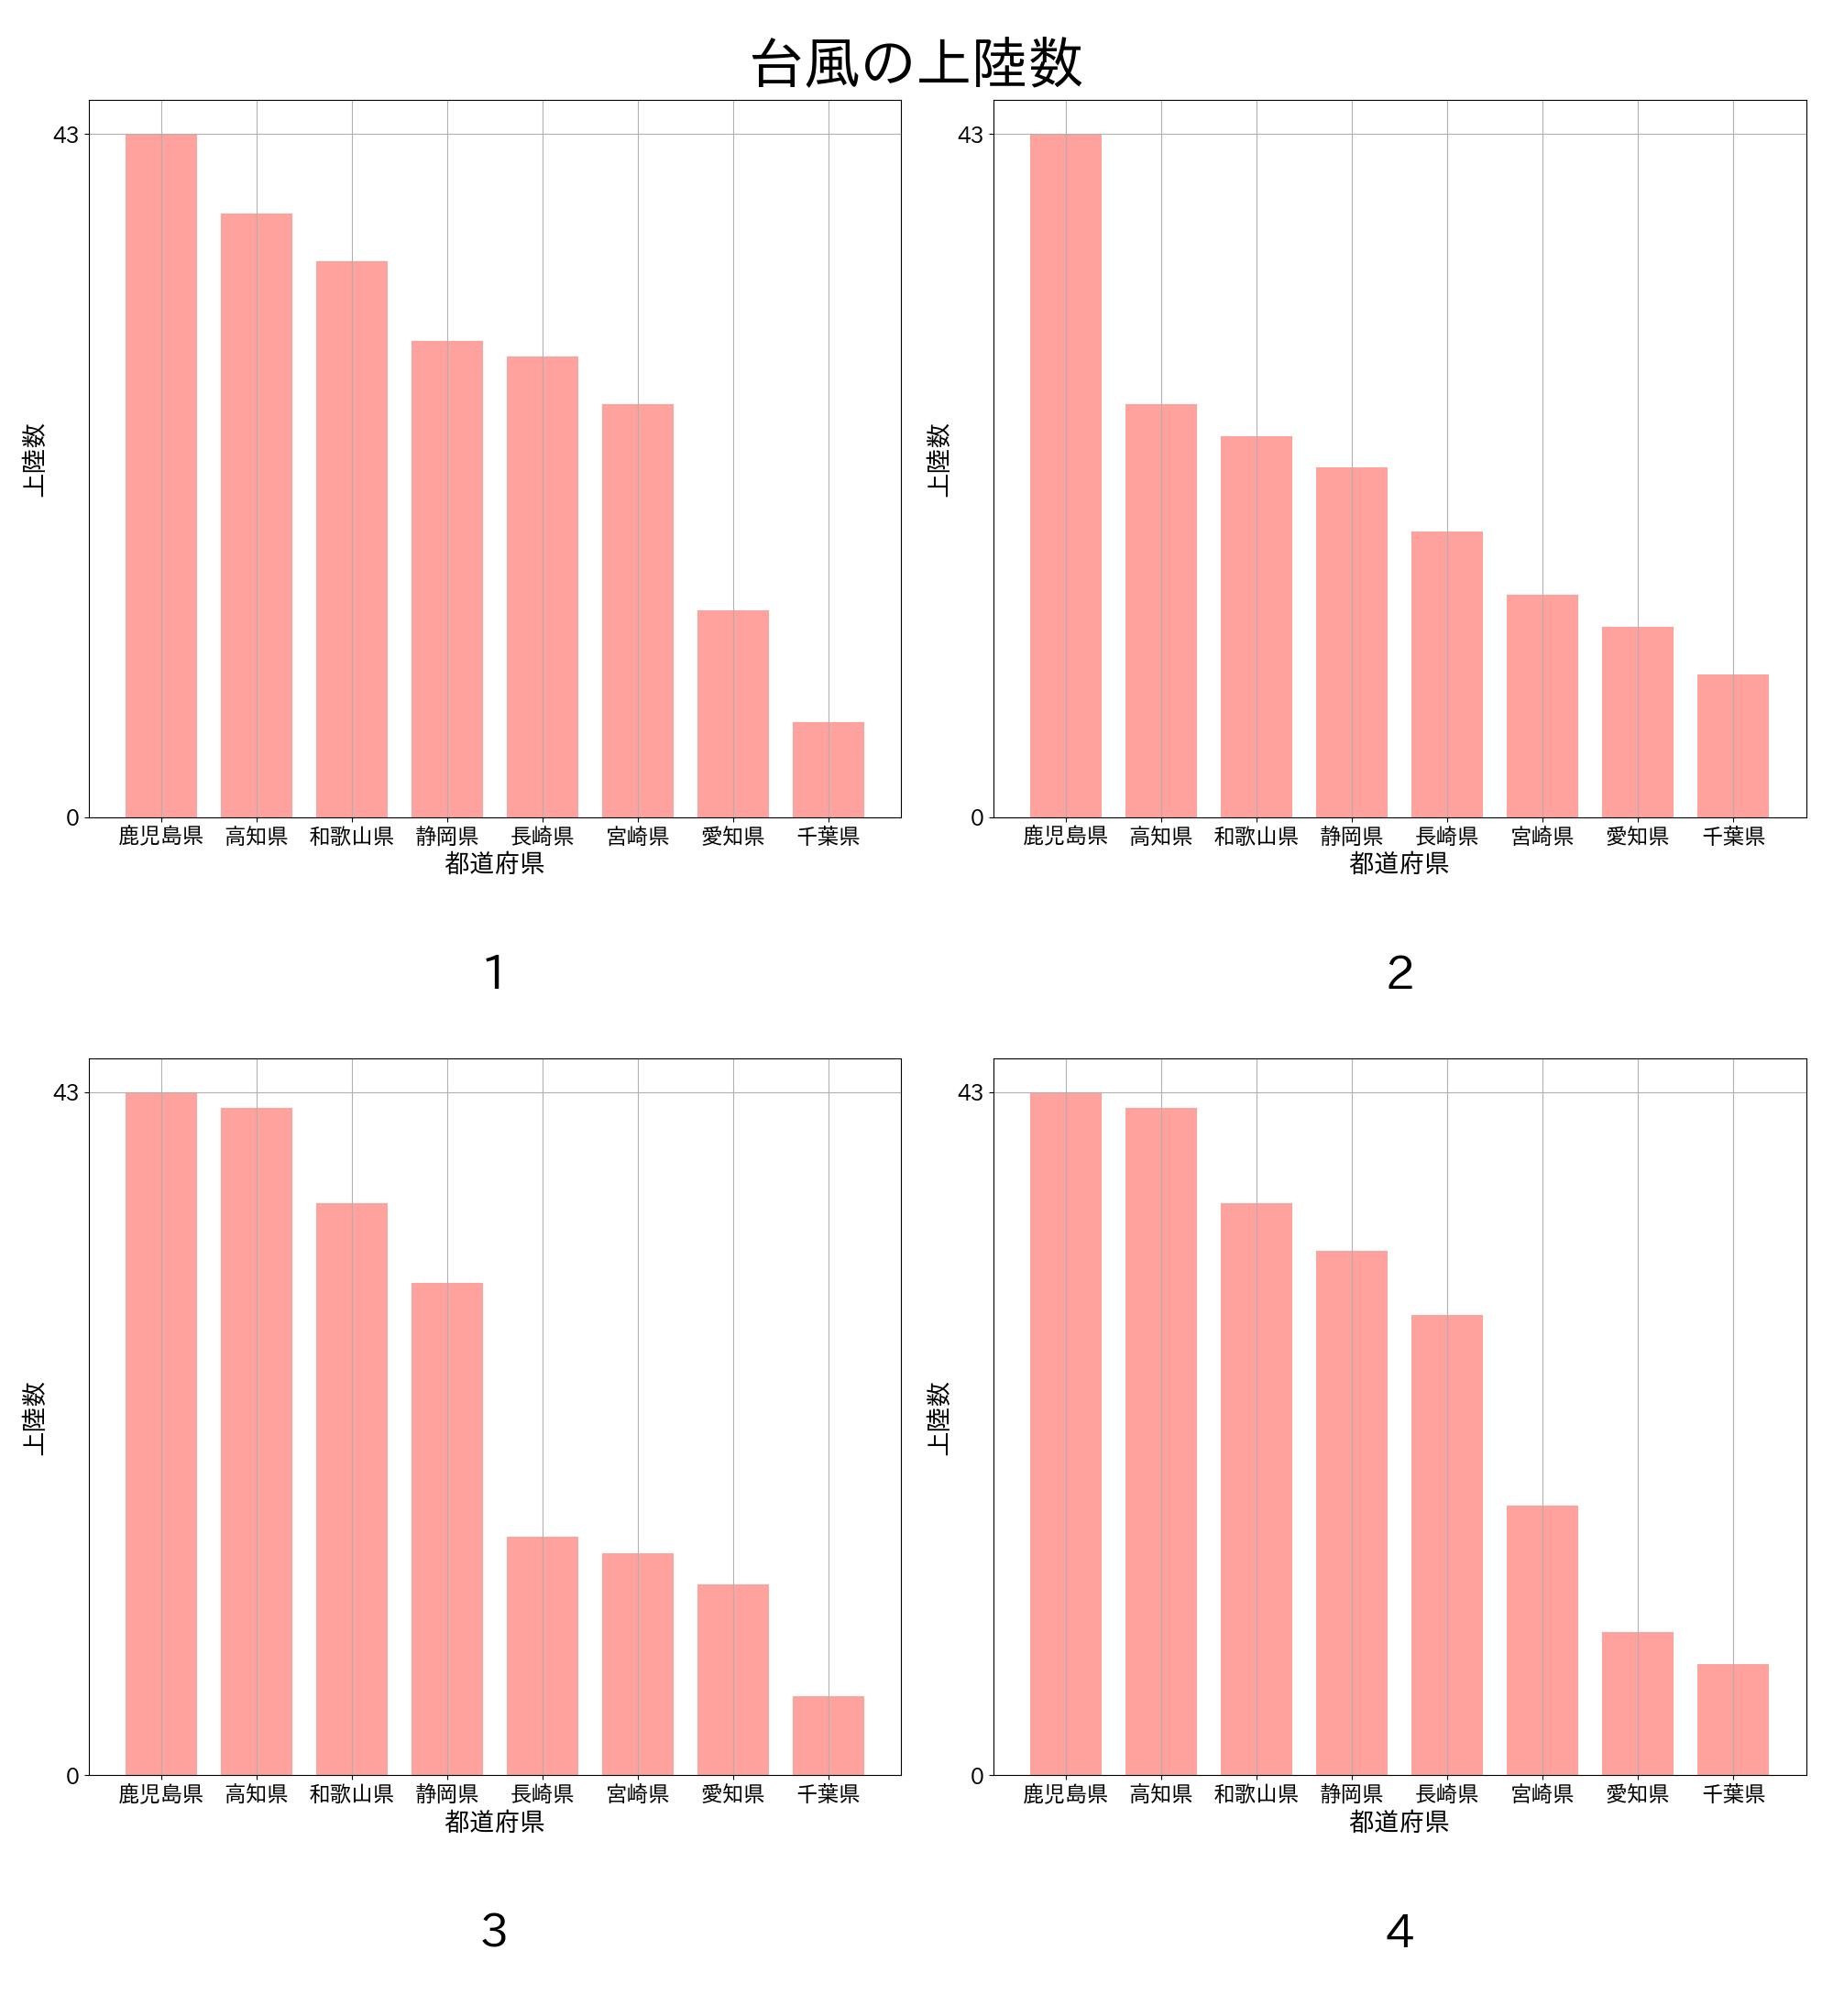 台風の上陸数
43
0
上陸数
鹿児島県 高知県 和歌山県 静岡県 長崎県 宮崎県 愛知県 千葉県
都道府県
1
43
0
上陸数
鹿児島県 高知県 和歌山県 静岡県 長崎県 宮崎県 愛知県 千葉県
都道府県
2
43
0
上陸数
鹿児島県 高知県 和歌山県 静岡県 長崎県 宮崎県 愛知県 千葉県
都道府県
3
43
0
上陸数
鹿児島県 高知県 和歌山県 静岡県 長崎県 宮崎県 愛知県 千葉県
都道府県
4